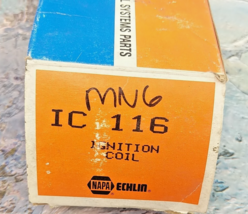 E SYSTEMS PARTS
MN6
IC 116
IGNITION
COIL
NAPA ECHLIN